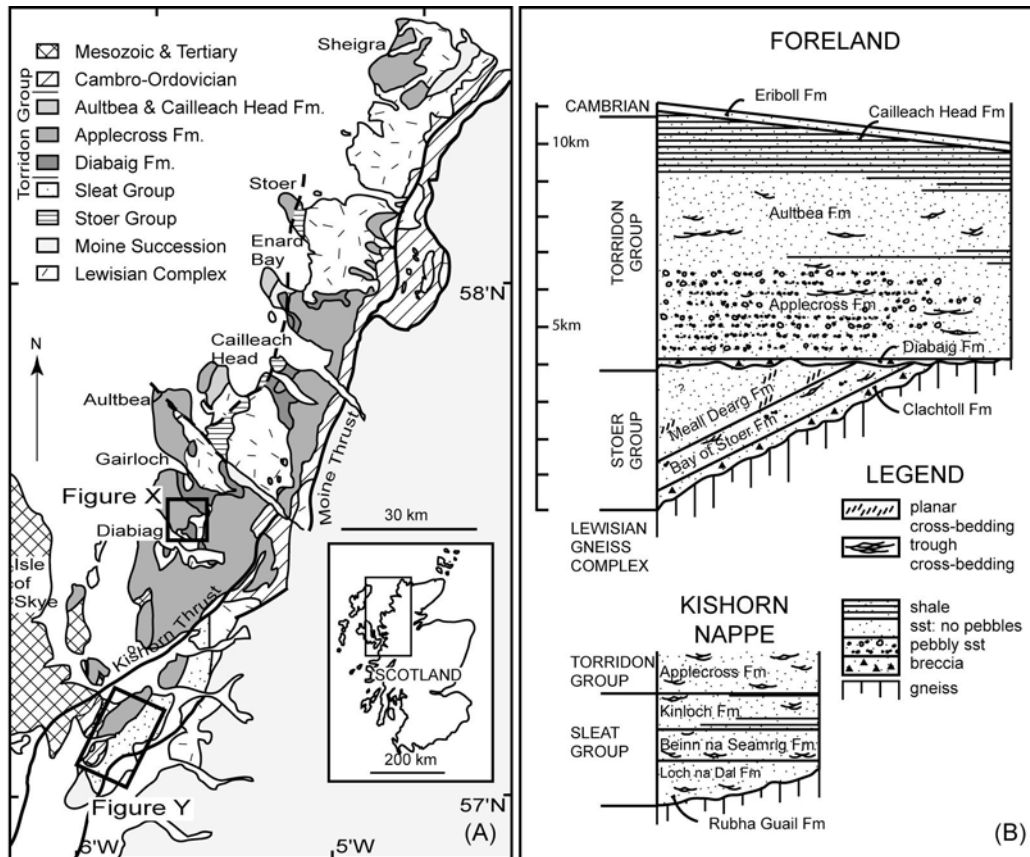 Mesozoic & Tertiary
Cambro-Ordovician
Torridon Group
Aultbea & Cailleach Head Fm.
Applecross Fm.
Diabaig Fm.
Sleat Group
Stoer Group
Moine Succession
Lewisian Complex
Sheigra
Stoer
Enard
Bay
58'N
Cailleach
Head
N
Aultbea
Gairloch
Moine Thrust
Figure X
Diabiag
30 km
Isle
of
Skye
Kishorn Thrust
SCOTLAND
200 km
Figure Y
57'N
6'W
5'W
(A)
FORELAND
CAMBRIAN
Eriboll Fm
Cailleach Head Fm
10km
TORRIDON
GROUP
Aultbea Fm
Applecross Fm
5km
Diabaig Fm
STOER
GROUP
?
Meall Dearg Fm
Bay of Stoer Fm
Clachtoll Fm
LEWISIAN
GNEISS
COMPLEX
LEGEND
planar
cross-bedding
trough
cross-bedding
shale
sst: no pebbles
pebbly sst
breccia
gneiss
KISHORN
NAPPE
TORRIDON
GROUP
Applecross Fm
Kinloch Fm
SLEAT
GROUP
Beinn na Seamrig Fm
Loch na Dal Fm
Rubha Guail Fm
(B)